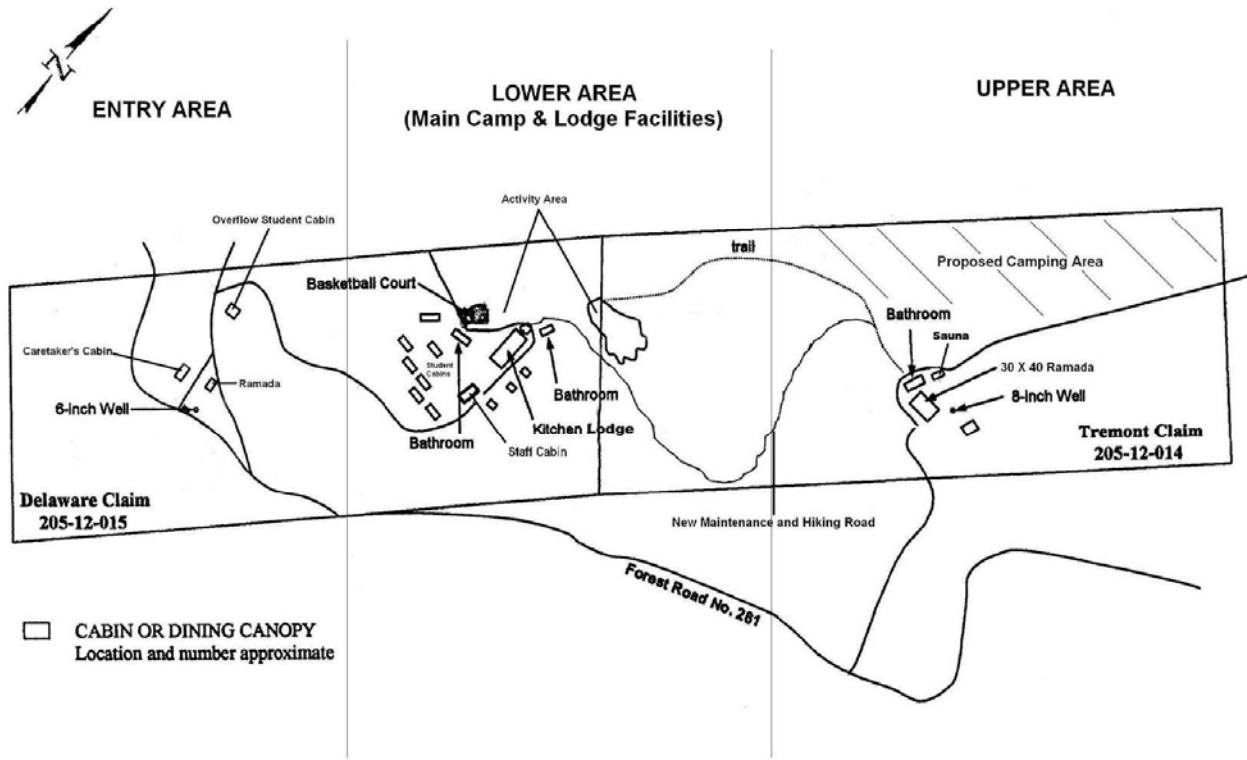 N
ENTRY AREA
LOWER AREA
(Main Camp & Lodge Facilities)
UPPER AREA
Overflow Student Cabin
Activity Area
trail
Proposed Camping Area
Basketball Court
Bathroom
Sauna
Caretaker's Cabin
Student
Cabins
30 X 40 Ramada
Ramada
8-inch Well
6-inch Well
Bathroom
Kitchen Lodge
Bathroom
Staff Cabin
Tremont Claim
205-12-014
Delaware Claim
205-12-015
New Maintenance and Hiking Road
Forest Road No. 281
CABIN OR DINING CANOPY
Location and number approximate